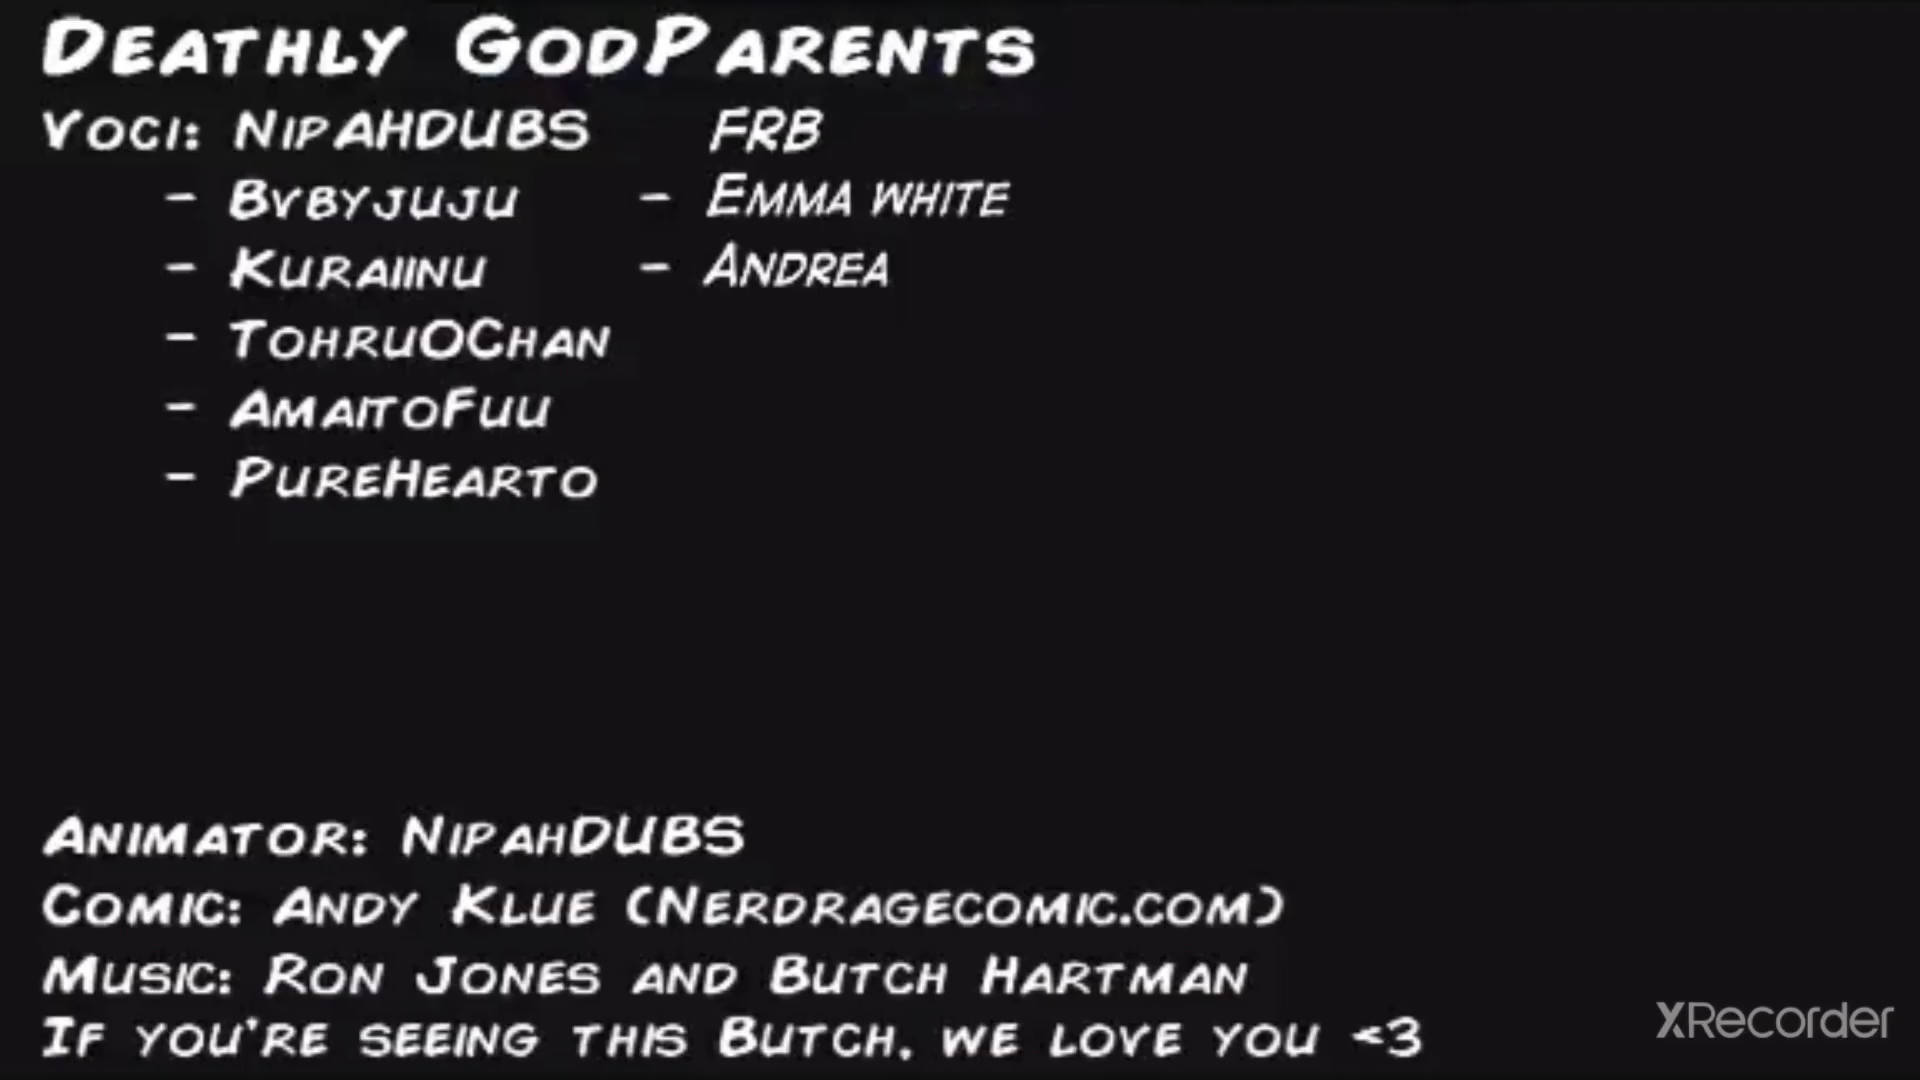 DEATHLY GODPARENTS
VOCI: NIPAHDUBS FRB
- BVBYJUJU - EMMA WHITE
- KURAIINU - ANDREA
- TOHRUOCHAN
- AMAITOFUU
- PUREHEARTO
ANIMATOR: NIPAHDUBS
COMIC: ANDY KLUE (NERDRAGECOMIC.COM)
MUSIC: RON JONES AND BUTCH HARTMAN
IF YOU'RE SEEING THIS BUTCH, WE LOVE YOU <3
XRecorder